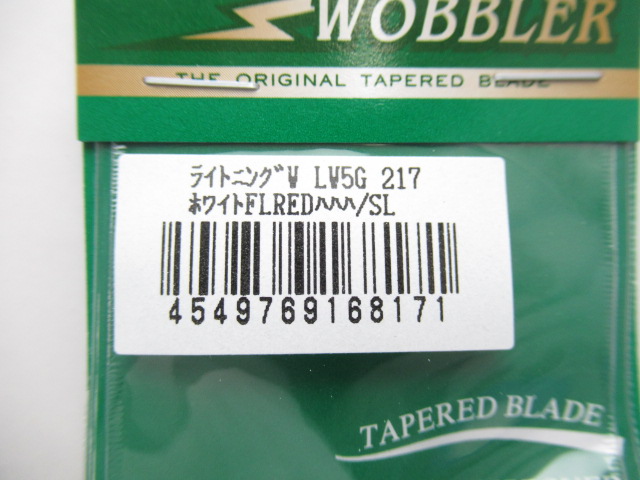 WOBBLER
THE ORIGINAL TAPERED BLADE
ﾗｲﾄﾆﾝｸﾞW LW5G 217
ﾎﾜｲﾄFLREDﾍﾍﾍ/SL
4549769168171
TAPERED BLADE